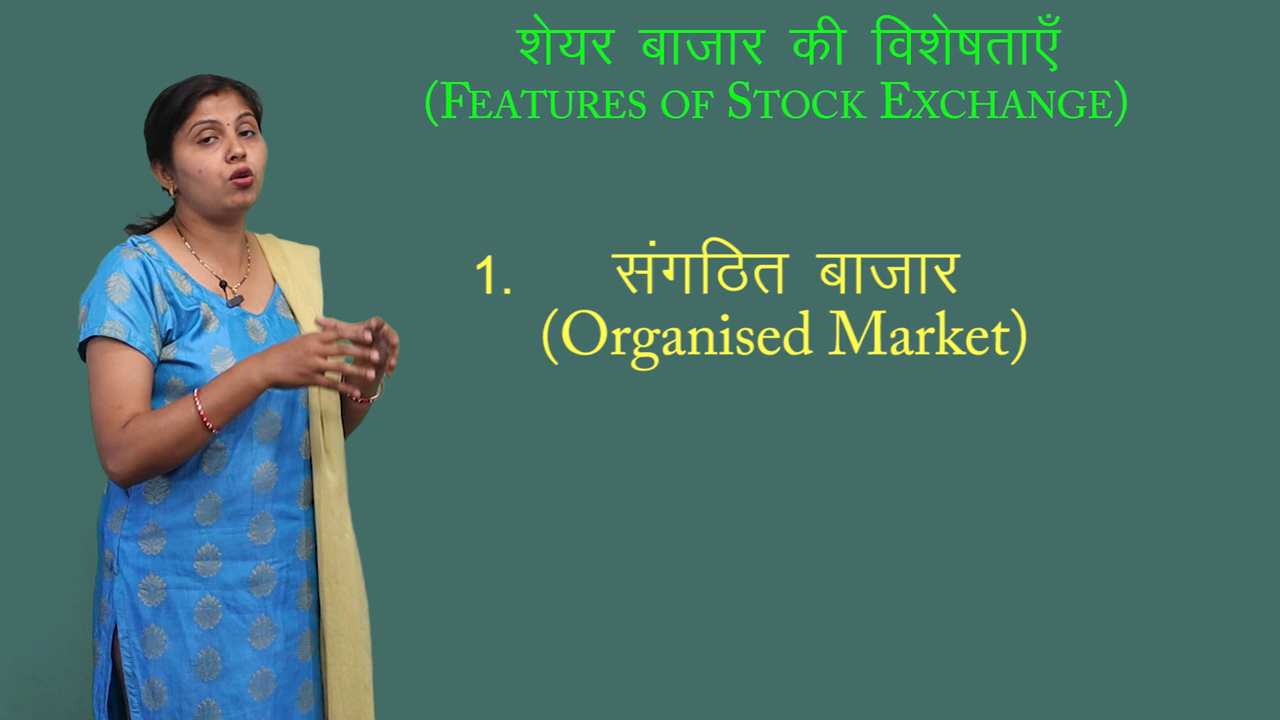 शेयर बाजार की विशेषताएँ
(FEATURES OF STOCK EXCHANGE)
1. संगठित बाजार
(Organised Market)